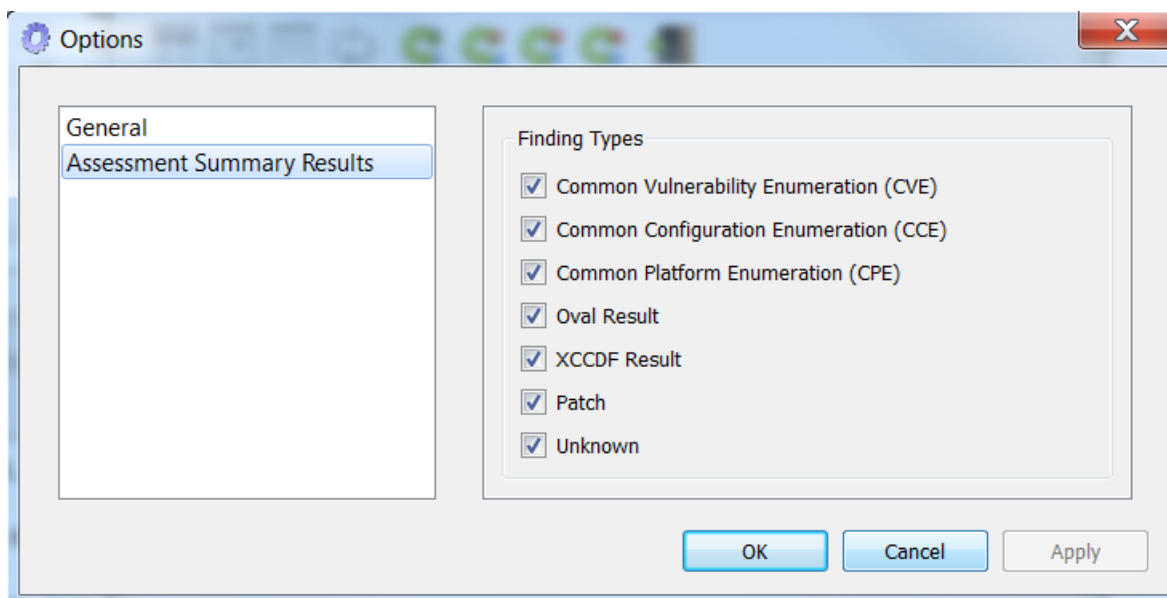 Options
X
General
Assessment Summary Results
Finding Types
Common Vulnerability Enumeration (CVE)
Common Configuration Enumeration (CCE)
Common Platform Enumeration (CPE)
Oval Result
XCCDF Result
Patch
Unknown
OK
Cancel
Apply